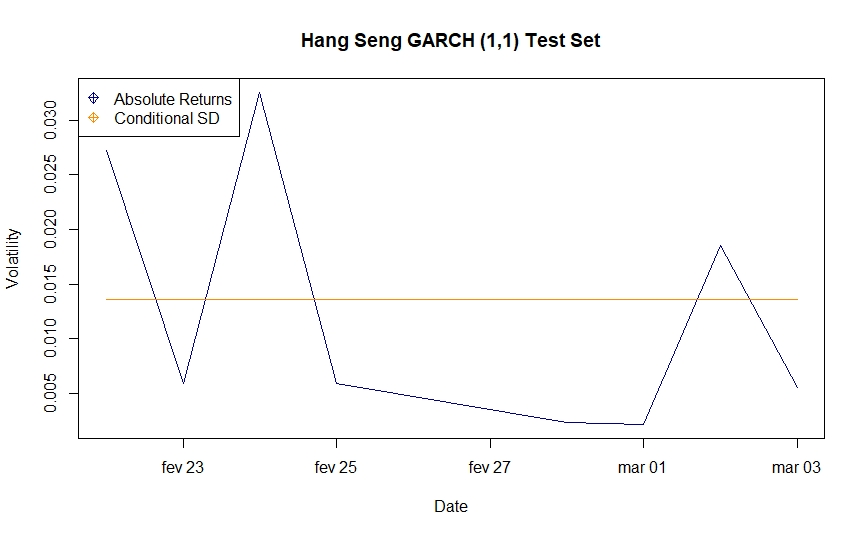 Hang Seng GARCH (1,1) Test Set
Absolute Returns
Conditional SD
Volatility
0.030
0.025
0.020
0.015
0.010
0.005
fev 23
fev 25
fev 27
mar 01
mar 03
Date